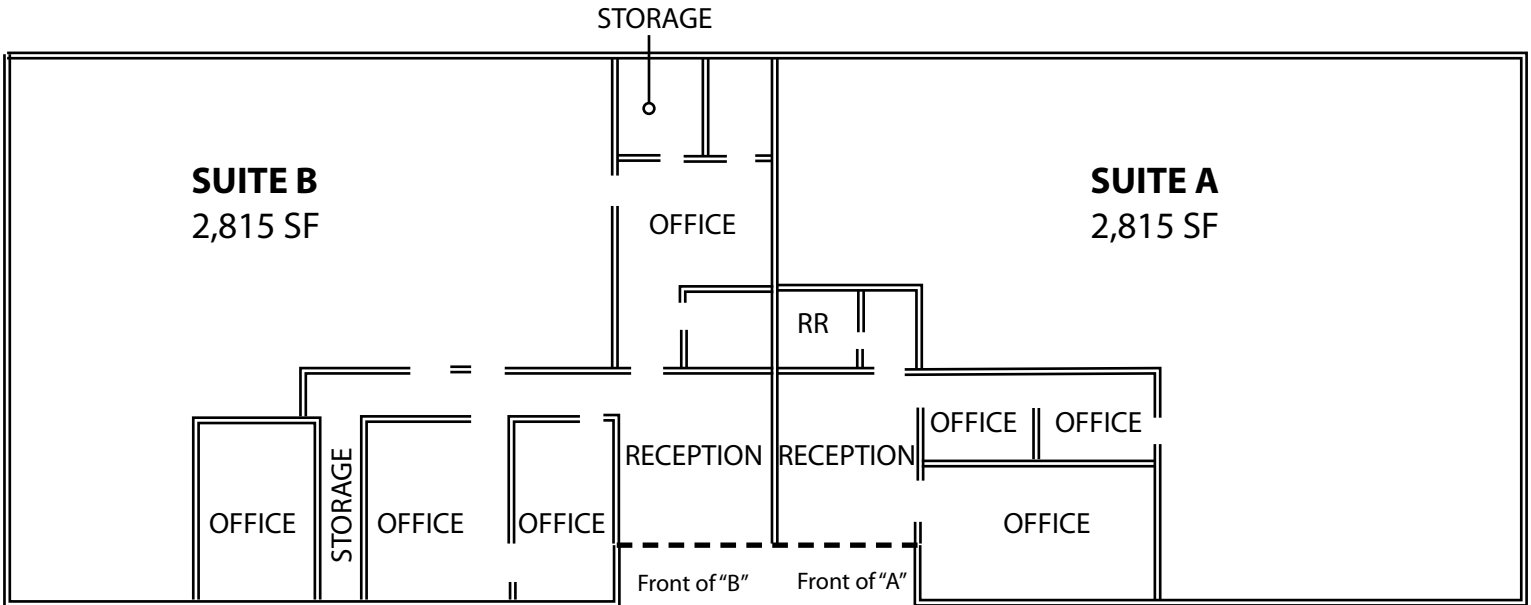 STORAGE
SUITE B
2,815 SF
SUITE A
2,815 SF
OFFICE
RR
OFFICE
OFFICE
RECEPTION
RECEPTION
STORAGE
OFFICE
OFFICE
OFFICE
OFFICE
Front of “B”
Front of “A”